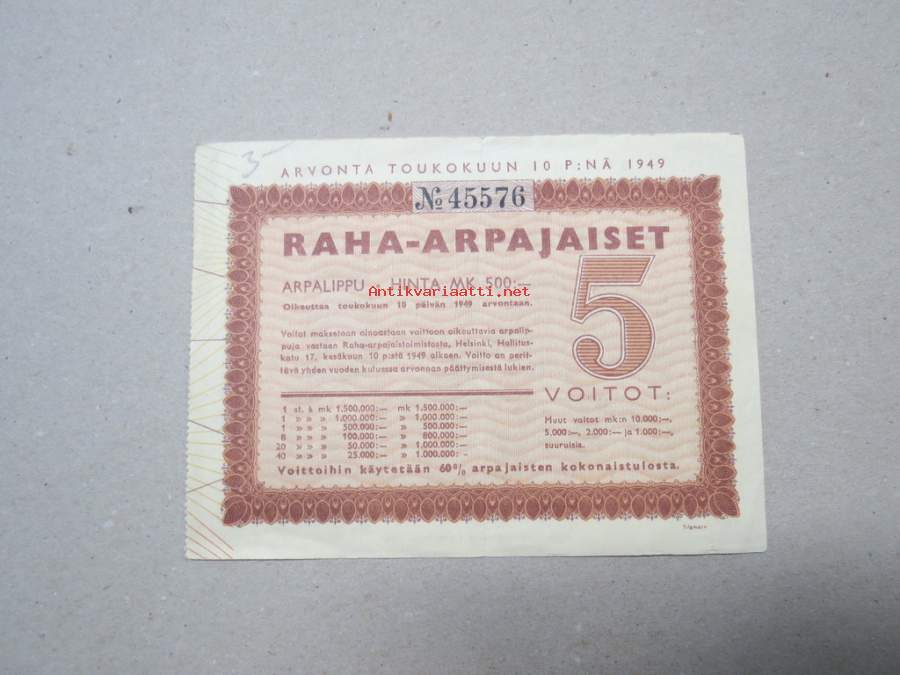 3-
ARVONTA TOUKOKUUN 10 P:NÄ 1949
№ 45576
RAHA-ARPAJAISET
ARPALIPPU HINTA MK 500:—
Antikvariaatti.net
Oikeuttaa toukokuun 10 päivän 1949 arvontaan.
5
Voitot maksetaan ainoastaan voittoon oikeuttavia arpalip-
puja vastaan Raha-arpajaistoimistosta, Helsinki, Hallitus-
katu 17, kesäkuun 10 p:stä 1949 alkaen. Voitto on perit-
tävä yhden vuoden kuluessa arvonnan päättymisestä lukien.
VOITOT:
1 st. à mk 1.500.000:— mk 1.500.000:—
1 » » » 1.000.000:— » 1.000.000:—
1 » » » 500.000:— » 500.000:—
8 » » » 100.000:— » 800.000:—
20 » » » 50.000:— » 1.000.000:—
40 » » » 25.000:— » 1.000.000:-
Muut voitot mk:n 10.000:—,
5.000:—, 2.000:— ja 1.000:—,
suuruisia.
Voittoihin käytetään 60% arpajaisten kokonaistulosta.
Tilgmann